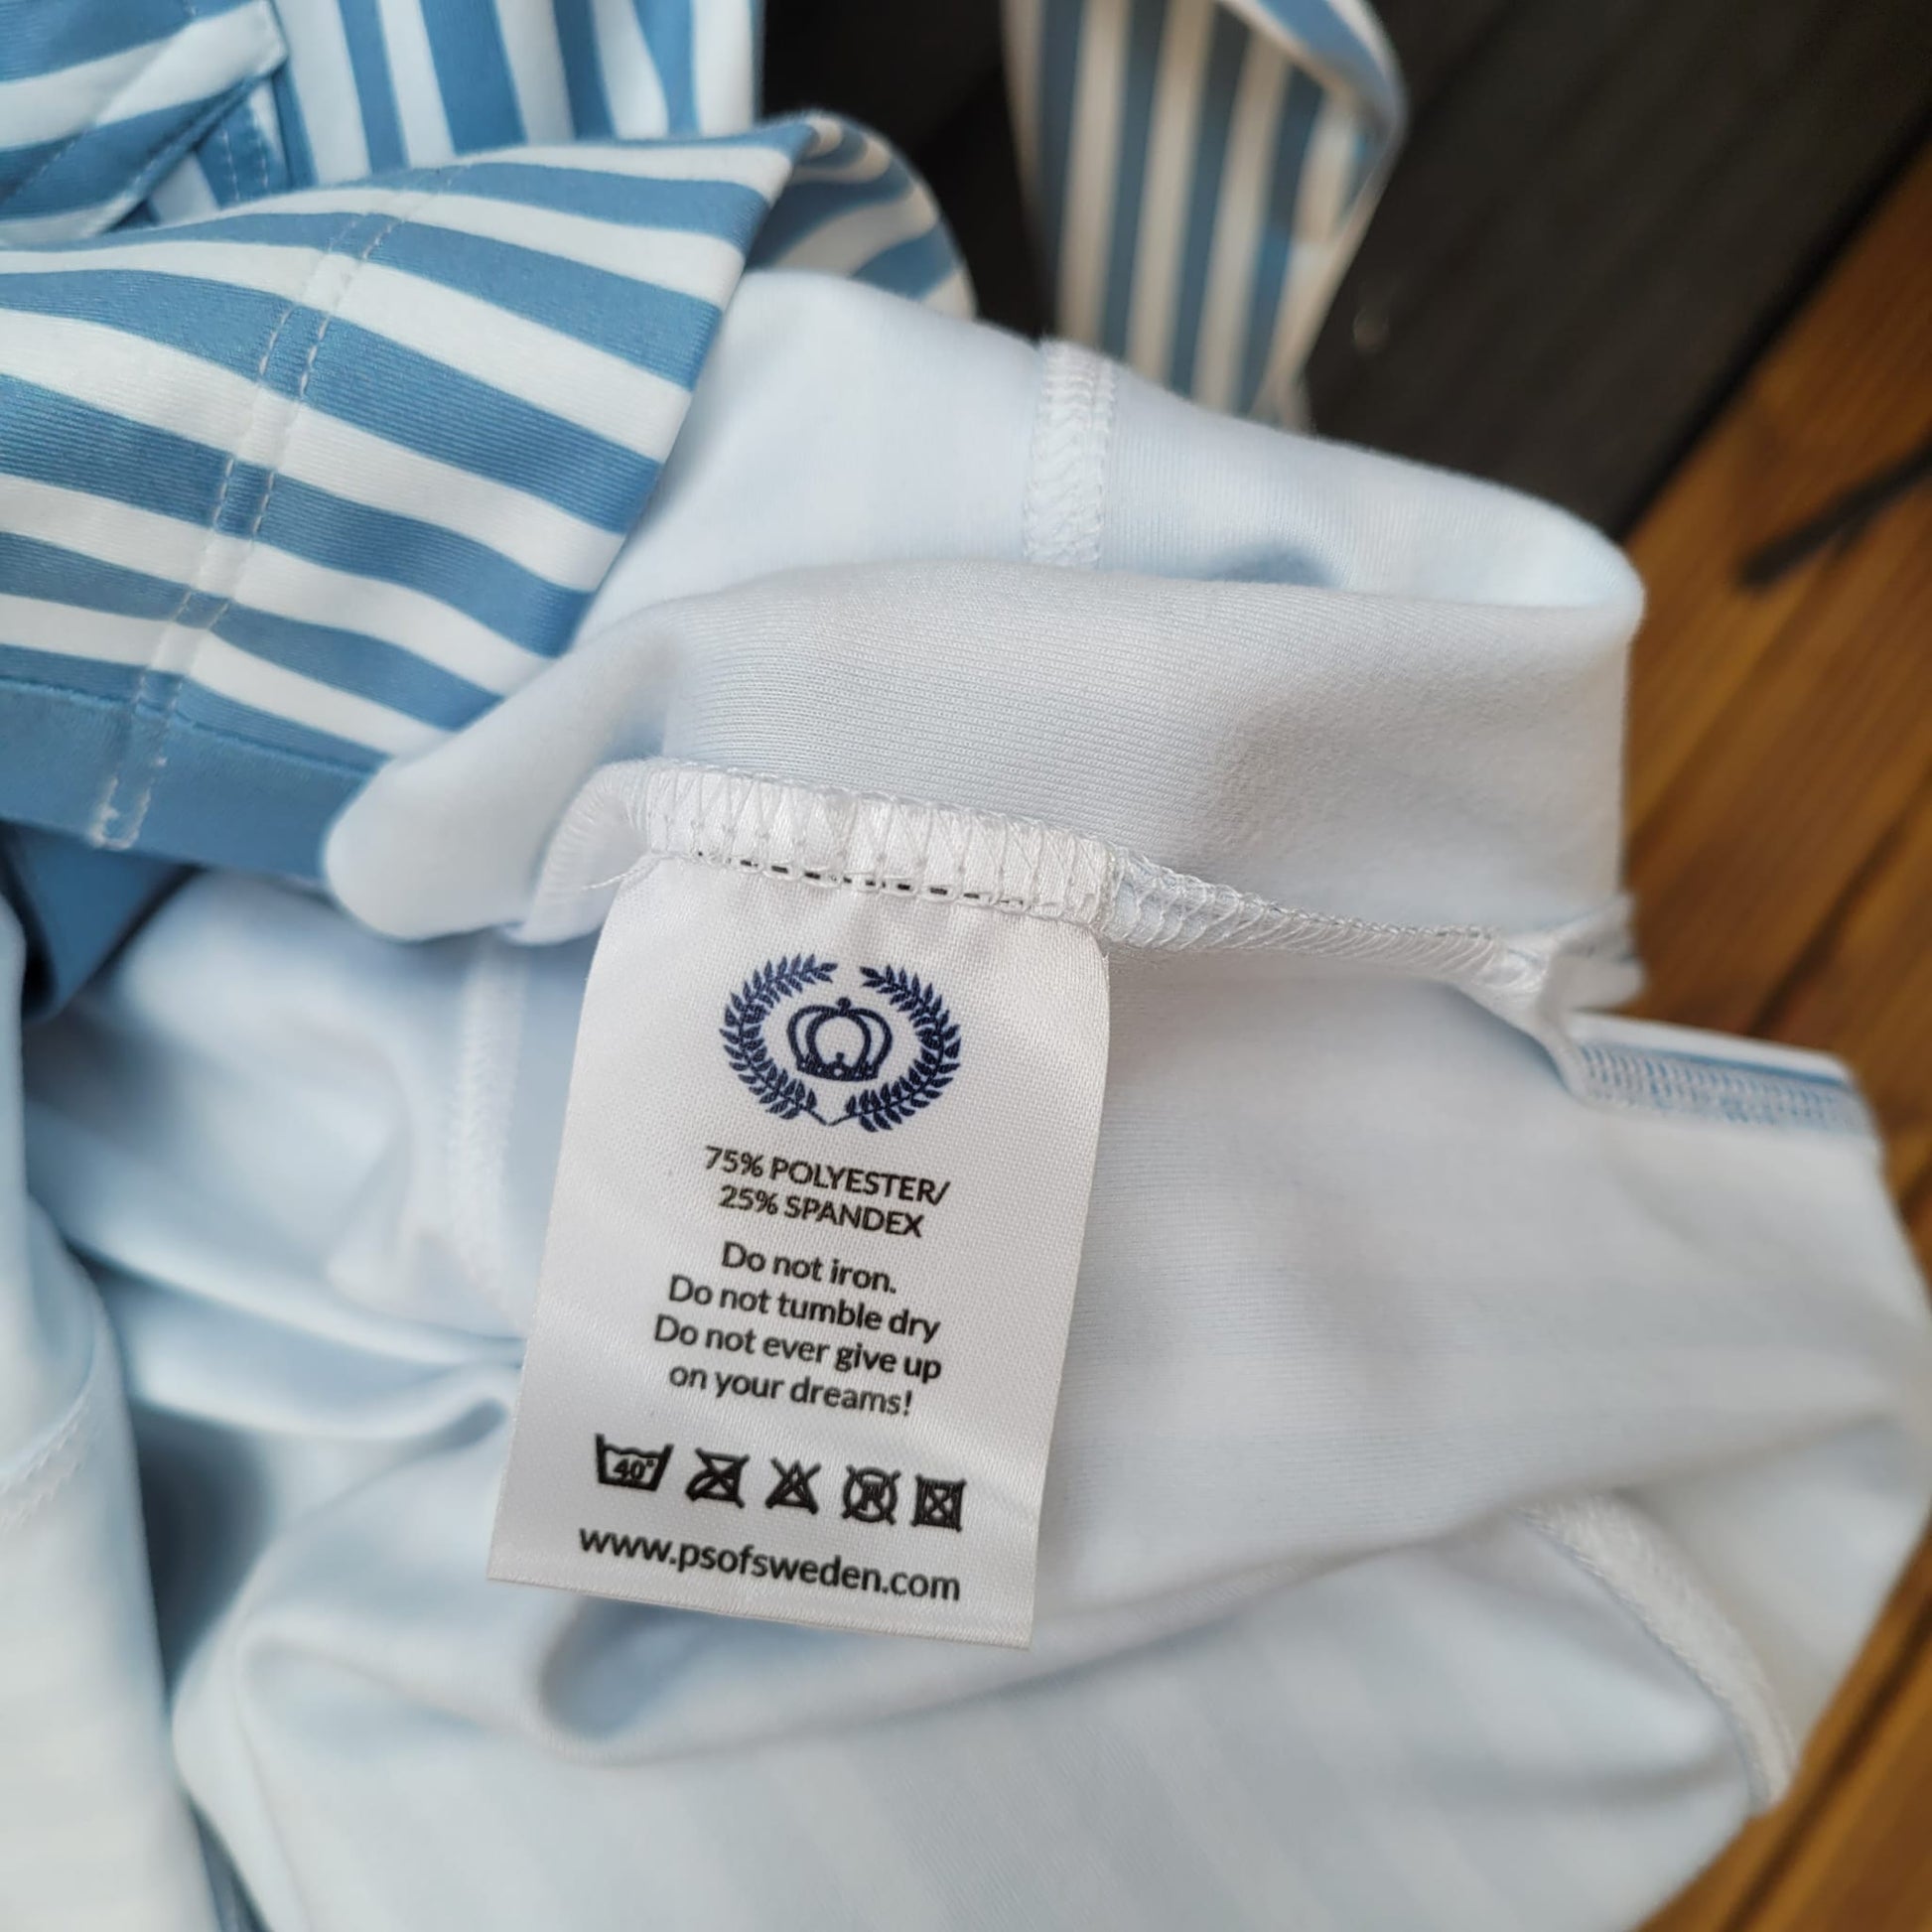 75% POLYESTER/
25% SPANDEX
Do not iron.
Do not tumble dry
Do not ever give up
on your dreams!
40°
www.psofsweden.com